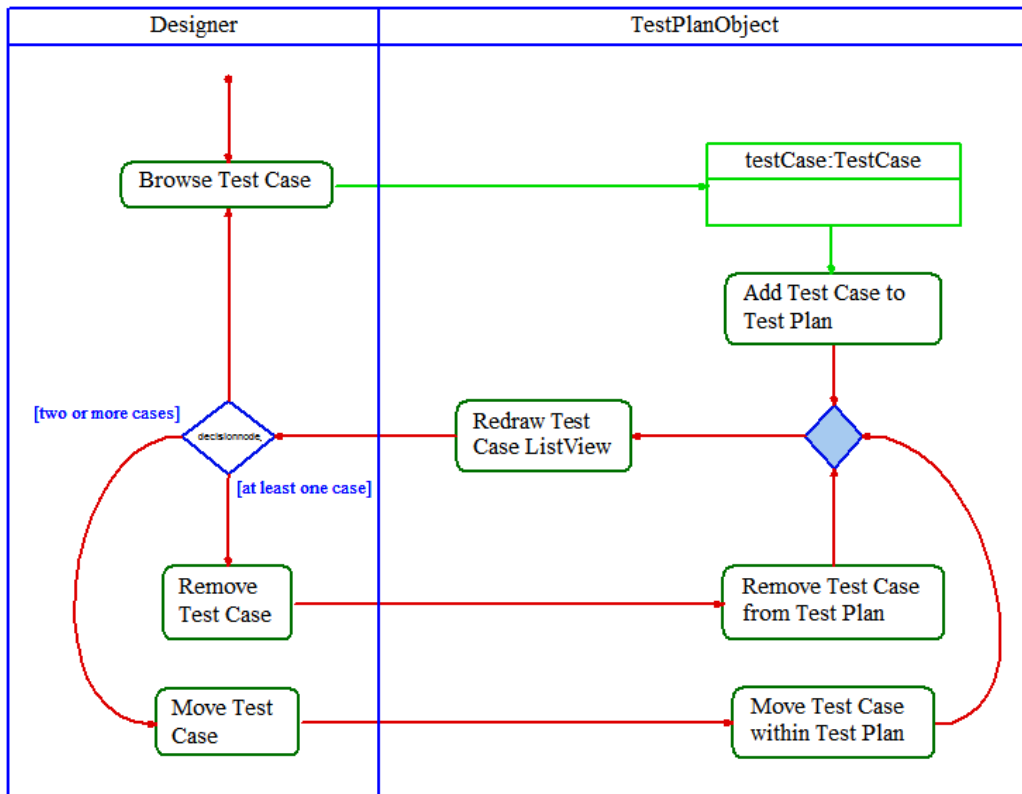 Designer
TestPlanObject
Browse Test Case
testCase:TestCase
Add Test Case to
Test Plan
[two or more cases]
decisionnode,
Redraw Test
Case ListView
[at least one case]
Remove
Test Case
Remove Test Case
from Test Plan
Move Test
Case
Move Test Case
within Test Plan